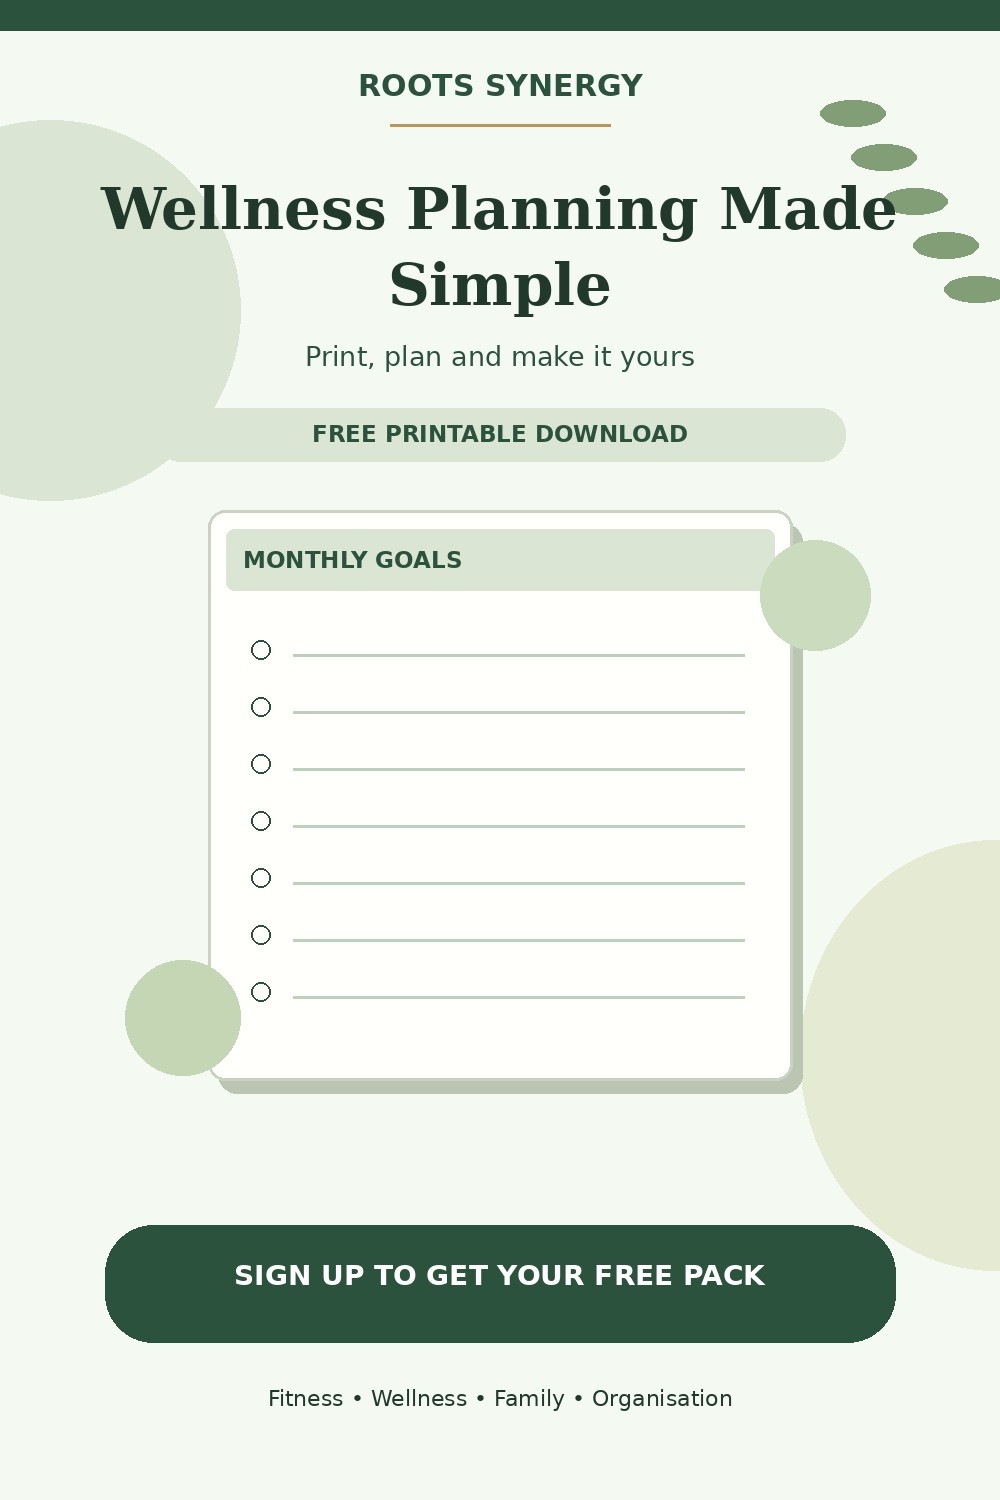 ROOTS SYNERGY
Wellness Planning Made
Simple
Print, plan and make it yours
FREE PRINTABLE DOWNLOAD
MONTHLY GOALS
SIGN UP TO GET YOUR FREE PACK
Fitness • Wellness • Family • Organisation